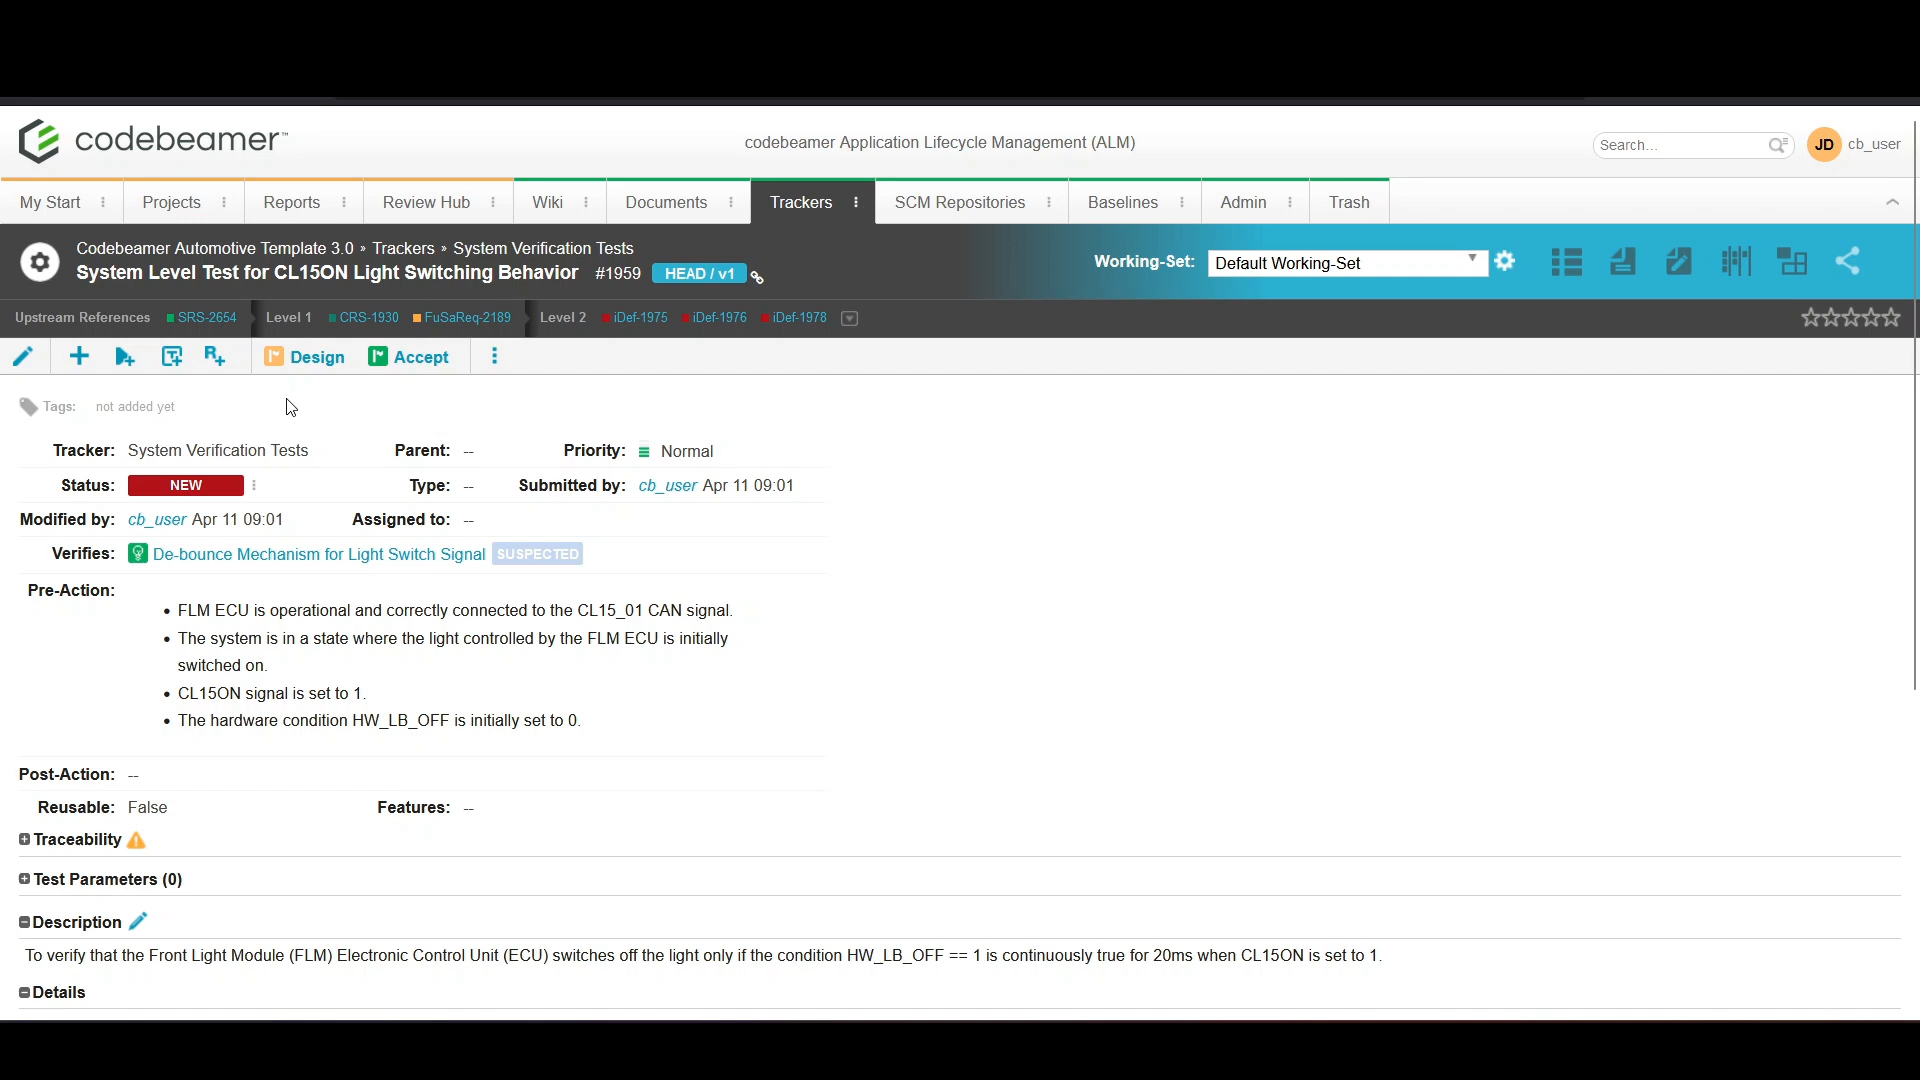 codebeamer™
codebeamer Application Lifecycle Management (ALM)
Search...
JD cb_user
My Start Projects Reports Review Hub Wiki Documents Trackers SCM Repositories Baselines Admin Trash
Codebeamer Automotive Template 3.0 » Trackers » System Verification Tests
System Level Test for CL15ON Light Switching Behavior #1959 HEAD / v1
Working-Set: Default Working-Set
Upstream References SRS-2654 Level 1 CRS-1930 FuSaReq-2189 Level 2 iDef-1975 iDef-1976 iDef-1978
Design Accept
Tags: not added yet
Tracker: System Verification Tests Parent: -- Priority: Normal
Status: NEW Type: -- Submitted by: cb_user Apr 11 09:01
Modified by: cb_user Apr 11 09:01 Assigned to: --
Verifies: De-bounce Mechanism for Light Switch Signal SUSPECTED
Pre-Action:
• FLM ECU is operational and correctly connected to the CL15_01 CAN signal.
• The system is in a state where the light controlled by the FLM ECU is initially
switched on.
• CL15ON signal is set to 1.
• The hardware condition HW_LB_OFF is initially set to 0.
Post-Action: --
Reusable: False Features: --
Traceability
Test Parameters (0)
Description
To verify that the Front Light Module (FLM) Electronic Control Unit (ECU) switches off the light only if the condition HW_LB_OFF == 1 is continuously true for 20ms when CL15ON is set to 1.
Details